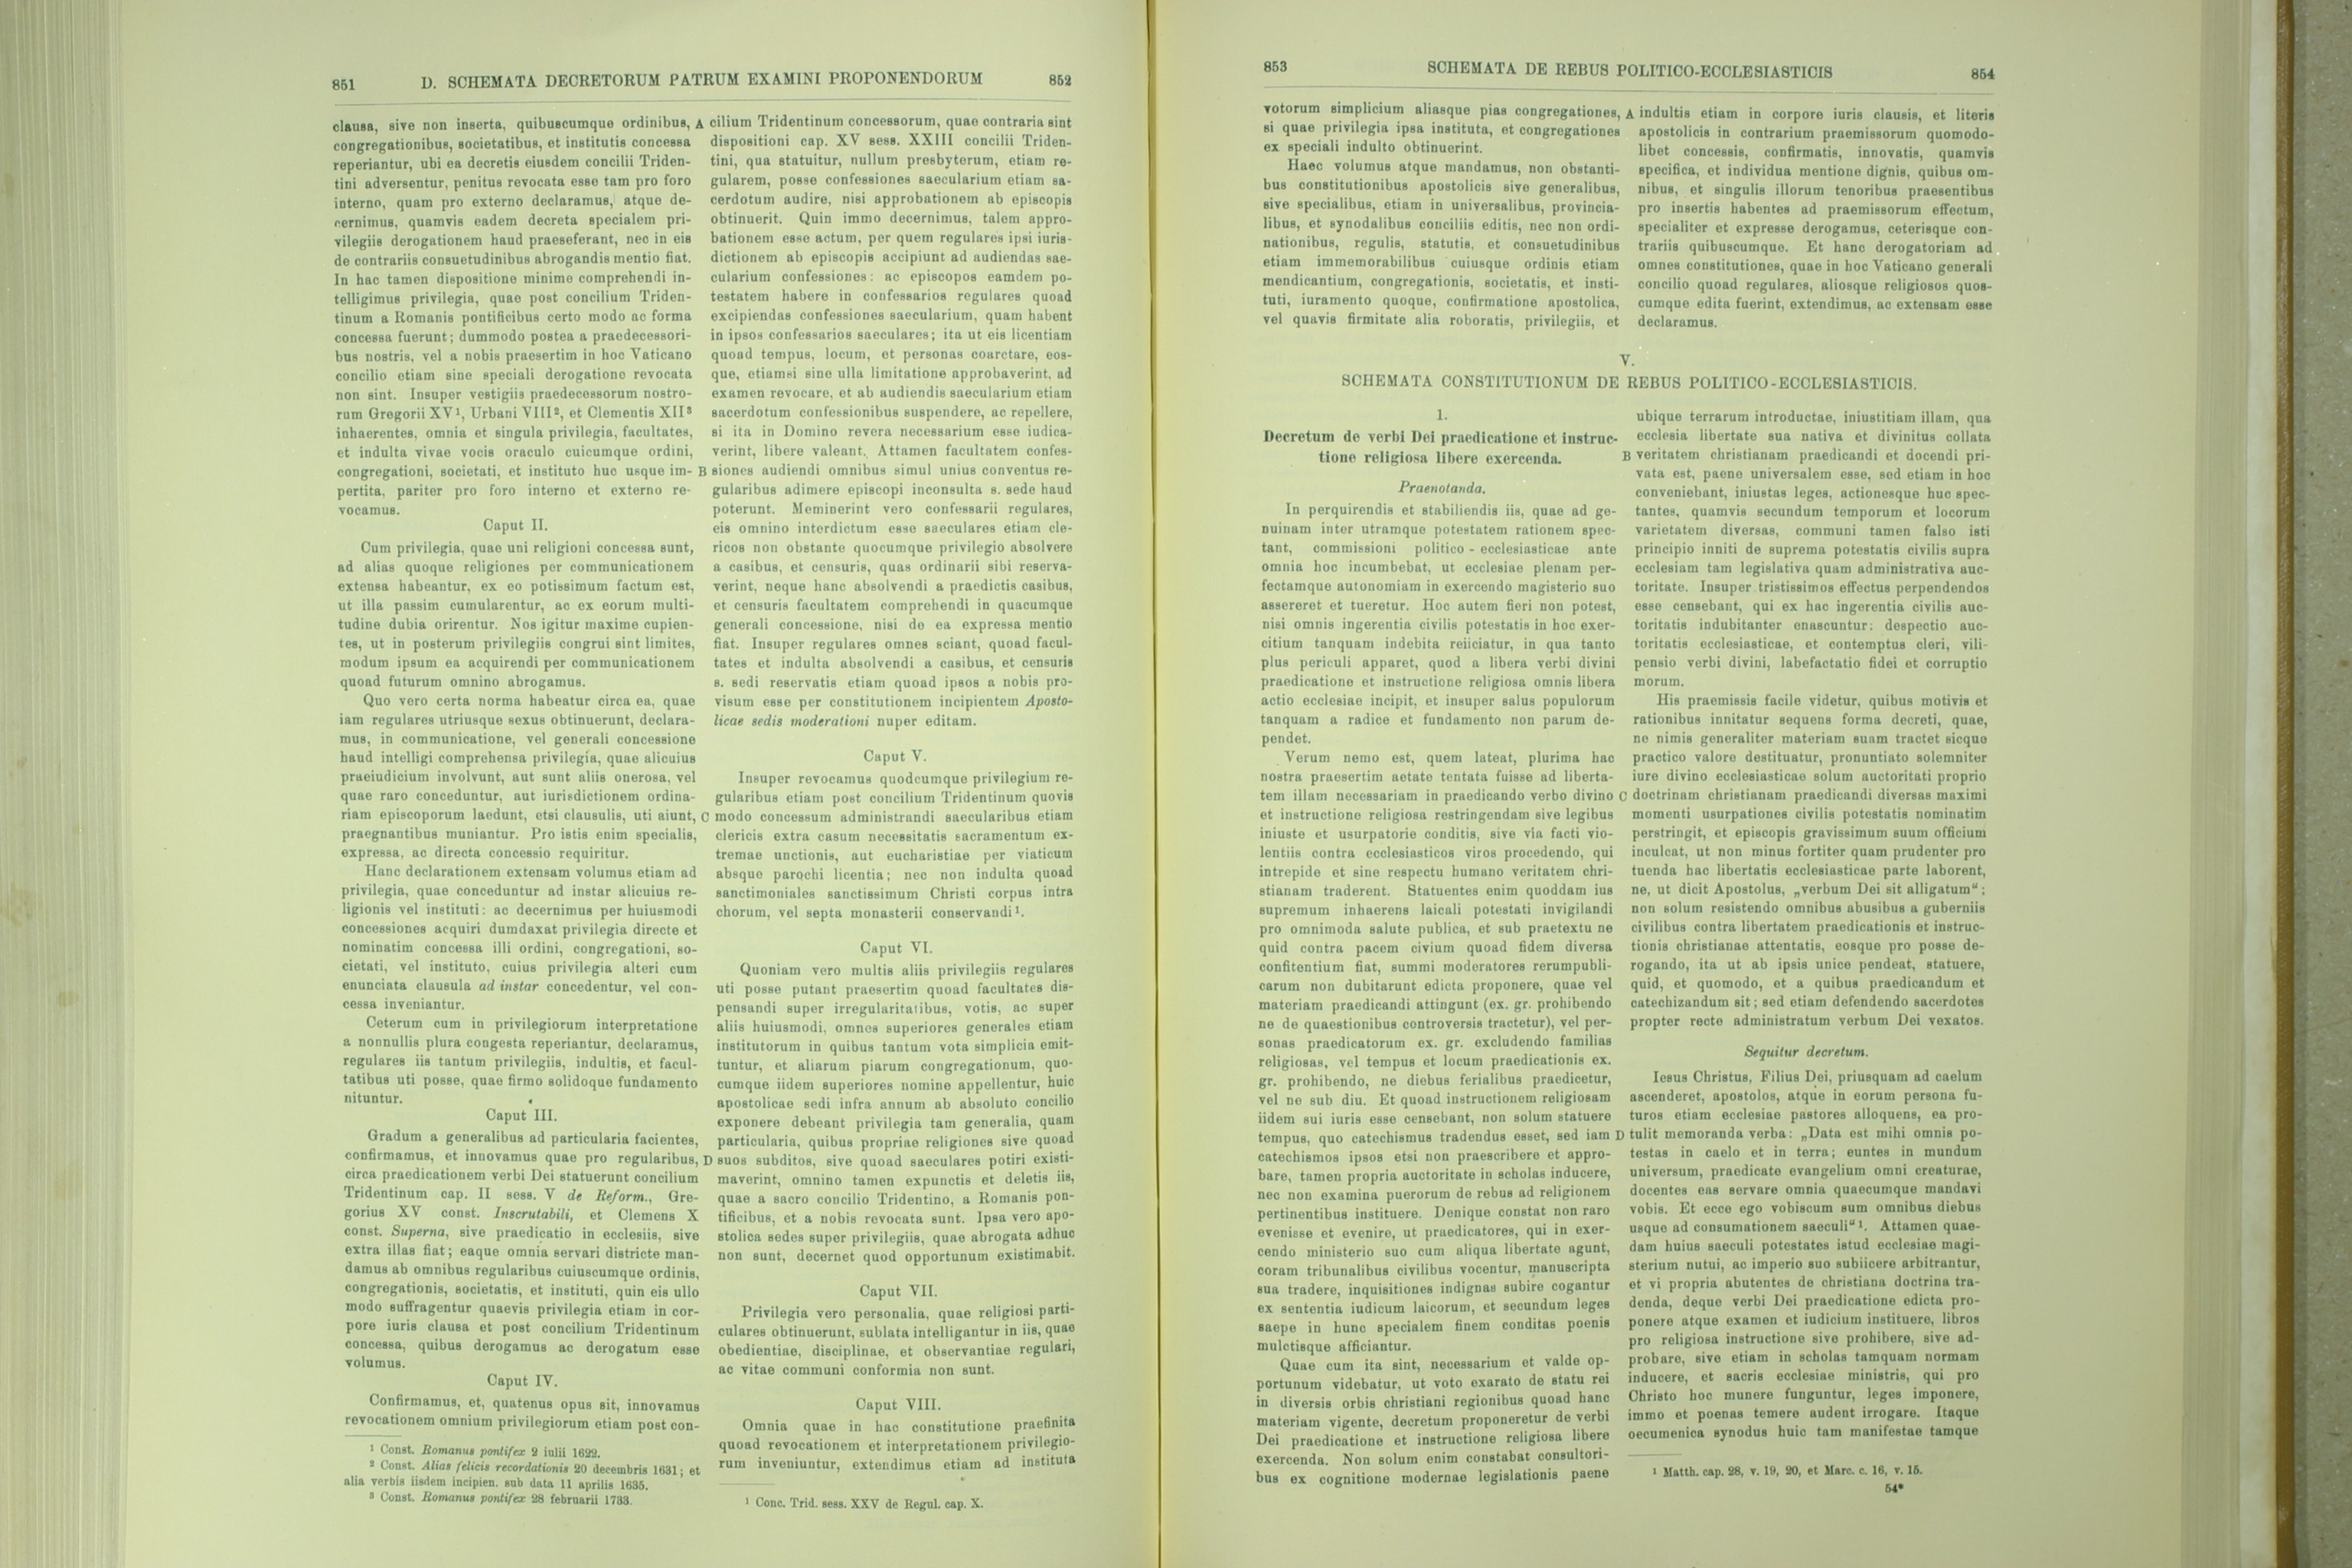 851 D. SCHEMATA DECRETORUM PATRUM EXAMINI PROPONENDORUM 852
clausa, sive non inserta, quibuscumque ordinibus,
congregationibus, societatibus, et institutis concessa
reperiantur, ubi ea decretis eiusdem concilii Triden-
tini adversentur, penitus revocata esse tam pro foro
interno, quam pro externo declaramus, atque de-
cernimus, quamvis eadem decreta specialem pri-
vilegiis derogationem haud praeseferant, nec in eis
de contrariis consuetudinibus abrogandis mentio fiat.
In hac tamen dispositione minime comprehendi in-
telligimus privilegia, quae post concilium Triden-
tinum a Romanis pontificibus certo modo ac forma
concessa fuerunt; dummodo postea a praedecessori-
bus nostris, vel a nobis praesertim in hoc Vaticano
concilio etiam sine speciali derogatione revocata
non sint. Insuper vestigiis praedecessorum nostro-
rum Gregorii XV¹, Urbani VIII², et Clementis XII³
inhaerentes, omnia et singula privilegia, facultates,
et indulta vivae vocis oraculo cuicumque ordini,
congregationi, societati, et instituto huc usque im-
pertita, pariter pro foro interno et externo re-
vocamus.
Caput II.
Cum privilegia, quae uni religioni concessa sunt,
ad alias quoque religiones per communicationem
extensa habeantur, ex eo potissimum factum est,
ut illa passim cumularentur, ac ex eorum multi-
tudine dubia orirentur. Nos igitur maxime cupien-
tes, ut in posterum privilegiis congrui sint limites,
modum ipsum ea acquirendi per communicationem
quoad futurum omnino abrogamus.
Quo vero certa norma habeatur circa ea, quae
iam regulares utriusque sexus obtinuerunt, declara-
mus, in communicatione, vel generali concessione
haud intelligi comprehensa privilegia, quae alicuius
praeiudicium involvunt, aut sunt aliis onerosa, vel
quae raro conceduntur, aut iurisdictionem ordina-
riam episcoporum laedunt, etsi clausulis, uti aiunt,
praegnantibus muniantur. Pro istis enim specialis,
expressa, ac directa concessio requiritur.
Hanc declarationem extensam volumus etiam ad
privilegia, quae conceduntur ad instar alicuius re-
ligionis vel instituti: ac decernimus per huiusmodi
concessiones acquiri dumdaxat privilegia directe et
nominatim concessa illi ordini, congregationi, so-
cietati, vel instituto, cuius privilegia alteri cum
enunciata clausula ad instar concedentur, vel con-
cessa inveniantur.
Ceterum cum in privilegiorum interpretatione
a nonnullis plura congesta reperiantur, declaramus,
regulares iis tantum privilegiis, indultis, et facul-
tatibus uti posse, quae firmo solidoque fundamento
nituntur.
Caput III.
Gradum a generalibus ad particularia facientes,
confirmamus, et innovamus quae pro regularibus,
circa praedicationem verbi Dei statuerunt concilium
Tridentinum cap. II sess. V de Reform., Gre-
gorius XV const. Inscrutabili, et Clemens X
const. Superna, sive praedicatio in ecclesiis, sive
extra illas fiat; eaque omnia servari districte man-
damus ab omnibus regularibus cuiuscumque ordinis,
congregationis, societatis, et instituti, quin eis ullo
modo suffragentur quaevis privilegia etiam in cor-
pore iuris clausa et post concilium Tridentinum
concessa, quibus derogamus ac derogatum esse
volumus.
Caput IV.
Confirmamus, et, quatenus opus sit, innovamus
revocationem omnium privilegiorum etiam post con-
¹ Const. Romanus pontifex 2 iulii 1622.
² Const. Alias felicis recordationis 20 decembris 1631; et
alia verbis iisdem incipien. sub data 11 aprilis 1635.
³ Const. Romanus pontifex 28 februarii 1733.
A cilium Tridentinum concessorum, quae contraria sint
dispositioni cap. XV sess. XXIII concilii Triden-
tini, qua statuitur, nullum presbyterum, etiam re-
gularem, posse confessiones saecularium etiam sa-
cerdotum audire, nisi approbationem ab episcopis
obtinuerit. Quin immo decernimus, talem appro-
bationem esse actum, per quem regulares ipsi iuris-
dictionem ab episcopis accipiunt ad audiendas sae-
cularium confessiones: ac episcopos eamdem po-
testatem habere in confessarios regulares quoad
excipiendas confessiones saecularium, quam habent
in ipsos confessarios saeculares; ita ut eis licentiam
quoad tempus, locum, et personas coarctare, eos-
que, etiamsi sine ulla limitatione approbaverint, ad
examen revocare, et ab audiendis saecularium etiam
sacerdotum confessionibus suspendere, ac repellere,
si ita in Domino revera necessarium esse iudica-
verint, libere valeant. Attamen facultatem confes-
B siones audiendi omnibus simul unius conventus re-
gularibus adimere episcopi inconsulta s. sede haud
poterunt. Meminerint vero confessarii regulares,
eis omnino interdictum esse saeculares etiam cle-
ricos non obstante quocumque privilegio absolvere
a casibus, et censuris, quas ordinarii sibi reserva-
verint, neque hanc absolvendi a praedictis casibus,
et censuris facultatem comprehendi in quacumque
generali concessione, nisi de ea expressa mentio
fiat. Insuper regulares omnes sciant, quoad facul-
tates et indulta absolvendi a casibus, et censuris
s. sedi reservatis etiam quoad ipsos a nobis pro-
visum esse per constitutionem incipientem Aposto-
licae sedis moderationi nuper editam.
Caput V.
Insuper revocamus quodcumque privilegium re-
gularibus etiam post concilium Tridentinum quovis
C modo concessum administrandi saecularibus etiam
clericis extra casum necessitatis sacramentum ex-
tremae unctionis, aut eucharistiae per viaticum
absque parochi licentia; nec non indulta quoad
sanctimoniales sanctissimum Christi corpus intra
chorum, vel septa monasterii conservandi¹.
Caput VI.
Quoniam vero multis aliis privilegiis regulares
uti posse putant praesertim quoad facultates dis-
pensandi super irregularitatibus, votis, ac super
aliis huiusmodi, omnes superiores generales etiam
institutorum in quibus tantum vota simplicia emit-
tuntur, et aliarum piarum congregationum, quo-
cumque iidem superiores nomine appellentur, huic
apostolicae sedi infra annum ab absoluto concilio
exponere debeant privilegia tam generalia, quam
particularia, quibus propriae religiones sive quoad
D suos subditos, sive quoad saeculares potiri existi-
maverint, omnino tamen expunctis et deletis iis,
quae a sacro concilio Tridentino, a Romanis pon-
tificibus, et a nobis revocata sunt. Ipsa vero apo-
stolica sedes super privilegiis, quae abrogata adhuc
non sunt, decernet quod opportunum existimabit.
Caput VII.
Privilegia vero personalia, quae religiosi parti-
culares obtinuerunt, sublata intelligantur in iis, quae
obedientiae, disciplinae, et observantiae regulari,
ac vitae communi conformia non sunt.
Caput VIII.
Omnia quae in hac constitutione praefinita
quoad revocationem et interpretationem privilegio-
rum inveniuntur, extendimus etiam ad instituta
¹ Conc. Trid. sess. XXV de Regul. cap. X.
853 SCHEMATA DE REBUS POLITICO-ECCLESIASTICIS 854
votorum simplicium aliasque pias congregationes,
si quae privilegia ipsa instituta, et congregationes
ex speciali indulto obtinuerint.
Haec volumus atque mandamus, non obstanti-
bus constitutionibus apostolicis sive generalibus,
sive specialibus, etiam in universalibus, provincia-
libus, et synodalibus conciliis editis, nec non ordi-
nationibus, regulis, statutis, et consuetudinibus
etiam immemorabilibus cuiusque ordinis etiam
mendicantium, congregationis, societatis, et insti-
tuti, iuramento quoque, confirmatione apostolica,
vel quavis firmitate alia roboratis, privilegiis, et
A indultis etiam in corpore iuris clausis, et literis
apostolicis in contrarium praemissorum quomodo-
libet concessis, confirmatis, innovatis, quamvis
specifica, et individua mentione dignis, quibus om-
nibus, et singulis illorum tenoribus praesentibus
pro insertis habentes ad praemissorum effectum,
specialiter et expresse derogamus, ceterisque con-
trariis quibuscumque. Et hanc derogatoriam ad
omnes constitutiones, quae in hoc Vaticano generali
concilio quoad regulares, aliosque religiosos quos-
cumque edita fuerint, extendimus, ac extensam esse
declaramus.
V.
SCHEMATA CONSTITUTIONUM DE REBUS POLITICO-ECCLESIASTICIS.
1.
Decretum de verbi Dei praedicatione et instruc-
tione religiosa libere exercenda.
Praenotanda.
In perquirendis et stabiliendis iis, quae ad ge-
nuinam inter utramque potestatem rationem spec-
tant, commissioni politico-ecclesiasticae ante
omnia hoc incumbebat, ut ecclesiae plenam per-
fectamque autonomiam in exercendo magisterio suo
assereret et tueretur. Hoc autem fieri non potest,
nisi omnis ingerentia civilis potestatis in hoc exer-
citium tanquam indebita reiiciatur, in qua tanto
plus periculi apparet, quod a libera verbi divini
praedicatione et instructione religiosa omnis libera
actio ecclesiae incipit, et insuper salus populorum
tanquam a radice et fundamento non parum de-
pendet.
Verum nemo est, quem lateat, plurima hac
nostra praesertim aetate tentata fuisse ad liberta-
tem illam necessariam in praedicando verbo divino
et instructione religiosa restringendam sive legibus
iniuste et usurpatorie conditis, sive via facti vio-
lentiis contra ecclesiasticos viros procedendo, qui
intrepide et sine respectu humano veritatem chri-
stianam traderent. Statuentes enim quoddam ius
supremum inhaerens laicali potestati invigilandi
pro omnimoda salute publica, et sub praetextu ne
quid contra pacem civium quoad fidem diversa
confitentium fiat, summi moderatores rerumpubli-
carum non dubitarunt edicta proponere, quae vel
materiam praedicandi attingunt (ex. gr. prohibendo
ne de quaestionibus controversis tractetur), vel per-
sonas praedicatorum ex. gr. excludendo familias
religiosas, vel tempus et locum praedicationis ex.
gr. prohibendo, ne diebus ferialibus praedicetur,
vel ne sub diu. Et quoad instructionem religiosam
iidem sui iuris esse censebant, non solum statuere
tempus, quo catechismus tradendus esset, sed iam
catechismos ipsos etsi non praescribere et appro-
bare, tamen propria auctoritate in scholas inducere,
nec non examina puerorum de rebus ad religionem
pertinentibus instituere. Denique constat non raro
evenisse et evenire, ut praedicatores, qui in exer-
cendo ministerio suo cum aliqua libertate agunt,
coram tribunalibus civilibus vocentur, manuscripta
sua tradere, inquisitiones indignas subire cogantur
ex sententia iudicum laicorum, et secundum leges
saepe in hunc specialem finem conditas poenis
mulctisque afficiantur.
Quae cum ita sint, necessarium et valde op-
portunum videbatur, ut voto exarato de statu rei
in diversis orbis christiani regionibus quoad hanc
materiam vigente, decretum proponeretur de verbi
Dei praedicatione et instructione religiosa libere
exercenda. Non solum enim constabat consultori-
bus ex cognitione modernae legislationis paene
ubique terrarum introductae, iniustitiam illam, qua
ecclesia libertate sua nativa et divinitus collata
B veritatem christianam praedicandi et docendi pri-
vata est, paene universalem esse, sed etiam in hoc
conveniebant, iniustas leges, actionesque huc spec-
tantes, quamvis secundum temporum et locorum
varietatem diversas, communi tamen falso isti
principio inniti de suprema potestatis civilis supra
ecclesiam tam legislativa quam administrativa auc-
toritate. Insuper tristissimos effectus perpendendos
esse censebant, qui ex hac ingerentia civilis auc-
toritatis indubitanter enascuntur: despectio auc-
toritatis ecclesiasticae, et contemptus cleri, vili-
pensio verbi divini, labefactatio fidei et corruptio
morum.
His praemissis facile videtur, quibus motivis et
rationibus innitatur sequens forma decreti, quae,
ne nimis generaliter materiam suam tractet sicque
practico valore destituatur, pronuntiato solemniter
iure divino ecclesiasticae solum auctoritati proprio
C doctrinam christianam praedicandi diversas maximi
momenti usurpationes civilis potestatis nominatim
perstringit, et episcopis gravissimum suum officium
inculcat, ut non minus fortiter quam prudenter pro
tuenda hac libertatis ecclesiasticae parte laborent,
ne, ut dicit Apostolus, „verbum Dei sit alligatum“;
non solum resistendo omnibus abusibus a guberniis
civilibus contra libertatem praedicationis et instruc-
tionis christianae attentatis, eosque pro posse de-
rogando, ita ut ab ipsis unice pendeat, statuere,
quid, et quomodo, et a quibus praedicandum et
catechizandum sit; sed etiam defendendo sacerdotes
propter recte administratum verbum Dei vexatos.
Sequitur decretum.
Iesus Christus, Filius Dei, priusquam ad caelum
ascenderet, apostolos, atque in eorum persona fu-
turos etiam ecclesiae pastores alloquens, ea pro-
D tulit memoranda verba: „Data est mihi omnis po-
testas in caelo et in terra; euntes in mundum
universum, praedicate evangelium omni creaturae,
docentes eas servare omnia quaecumque mandavi
vobis. Et ecce ego vobiscum sum omnibus diebus
usque ad consumationem saeculi“¹. Attamen quae-
dam huius saeculi potestates istud ecclesiae magi-
sterium nutui, ac imperio suo subiicere arbitrantur,
et vi propria abutentes de christiana doctrina tra-
denda, deque verbi Dei praedicatione edicta pro-
ponere atque examen et iudicium instituere, libros
pro religiosa instructione sive prohibere, sive ad-
probare, sive etiam in scholas tamquam normam
inducere, et sacris ecclesiae ministris, qui pro
Christo hoc munere funguntur, leges imponere,
immo et poenas temere audent irrogare. Itaque
oecumenica synodus huic tam manifestae tamque
¹ Matth. cap. 28, v. 19, 20, et Marc. c. 16, v. 15.
54*